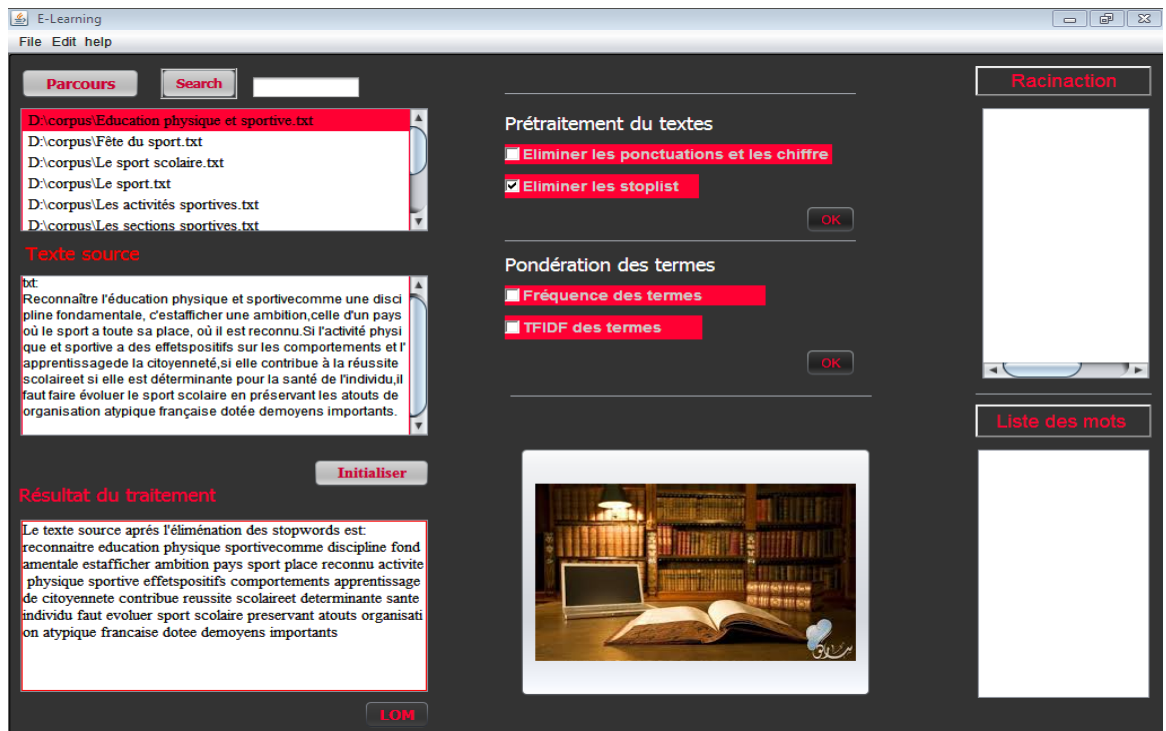 E-Learning
File Edit help
Parcours
Search
D:\corpus\Education physique et sportive.txt
D:\corpus\Fête du sport.txt
D:\corpus\Le sport scolaire.txt
D:\corpus\Le sport.txt
D:\corpus\Les activités sportives.txt
D:\corpus\Les sections sportives.txt
Texte source
txt:
Reconnaître l'éducation physique et sportivecomme une disci
pline fondamentale, c'estafficher une ambition,celle d'un pays
où le sport a toute sa place, où il est reconnu.Si l'activité physi
que et sportive a des effetspositifs sur les comportements et l'
apprentissagede la citoyenneté,si elle contribue à la réussite
scolaireet si elle est déterminante pour la santé de l'individu,il
faut faire évoluer le sport scolaire en préservant les atouts de
organisation atypique française dotée demoyens importants.
Initialiser
Résultat du traitement
Le texte source aprés l'éliménation des stopwords est:
reconnaitre education physique sportivecomme discipline fond
amentale estafficher ambition pays sport place reconnu activite
physique sportive effetspositifs comportements apprentissage
de citoyennete contribue reussite scolaireet determinante sante
individu faut evoluer sport scolaire preservant atouts organisati
on atypique francaise dotee demoyens importants
LOM
Prétraitement du textes
Eliminer les ponctuations et les chiffre
Eliminer les stoplist
OK
Pondération des termes
Fréquence des termes
TFIDF des termes
OK
Racinaction
Liste des mots